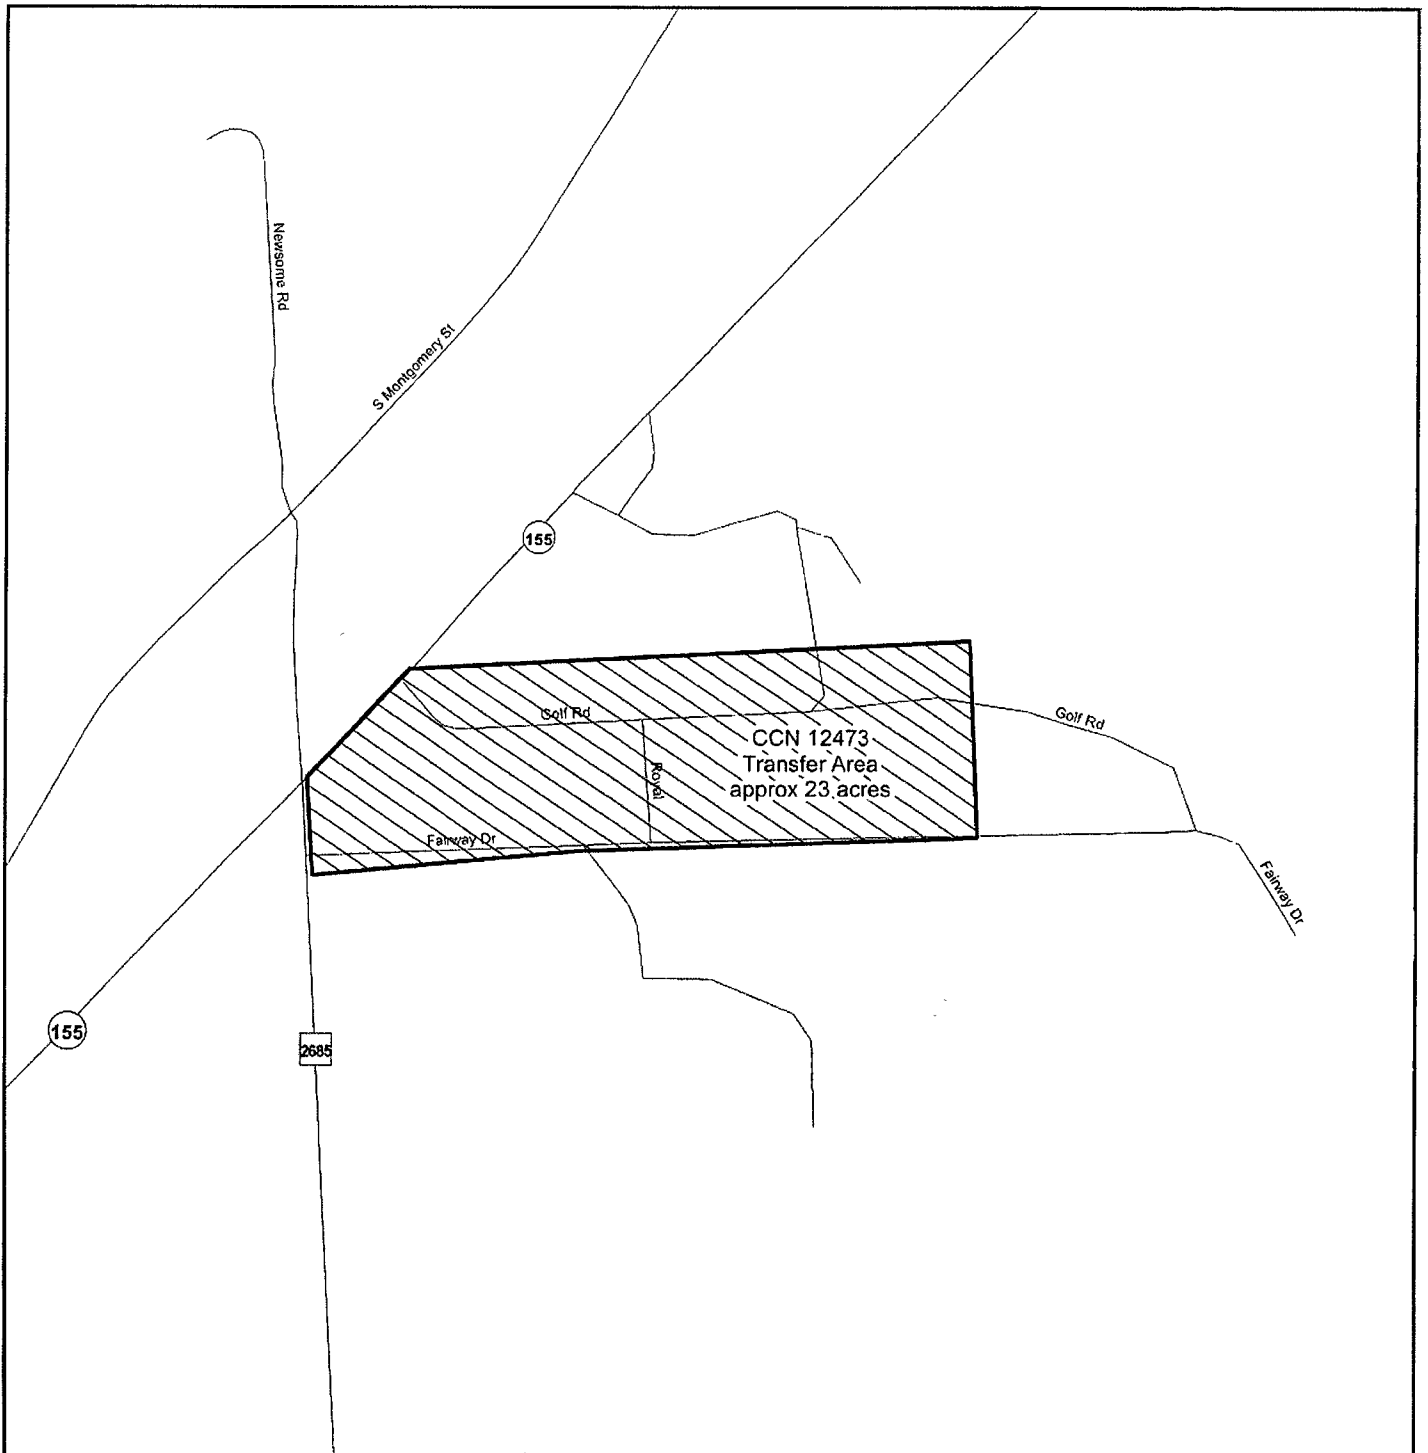 Newsome Rd
S Montgomery St
155
Golf Rd
Golf Rd
CCN 12473
Transfer Area
approx 23 acres
Royal
Fairway Dr
Fairway Dr
155
2685